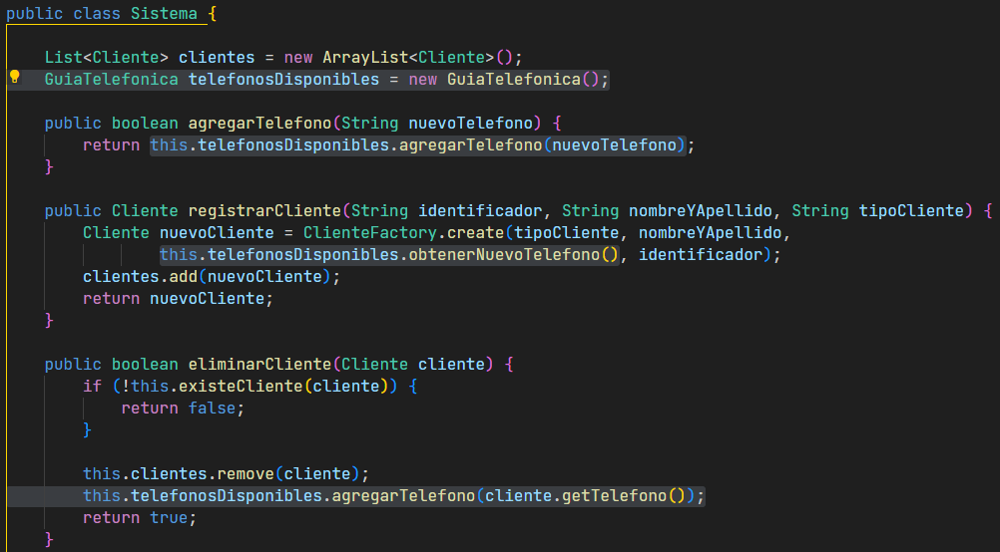 public class Sistema {
List<Cliente> clientes = new ArrayList<Cliente>();
GuiaTelefonica telefonosDisponibles = new GuiaTelefonica();
public boolean agregarTelefono(String nuevoTelefono) {
return this.telefonosDisponibles.agregarTelefono(nuevoTelefono);
}
public Cliente registrarCliente(String identificador, String nombreYApellido, String tipoCliente) {
Cliente nuevoCliente = ClienteFactory.create(tipoCliente, nombreYApellido,
this.telefonosDisponibles.obtenerNuevoTelefono(), identificador);
clientes.add(nuevoCliente);
return nuevoCliente;
}
public boolean eliminarCliente(Cliente cliente) {
if (!this.existeCliente(cliente)) {
return false;
}
this.clientes.remove(cliente);
this.telefonosDisponibles.agregarTelefono(cliente.getTelefono());
return true;
}